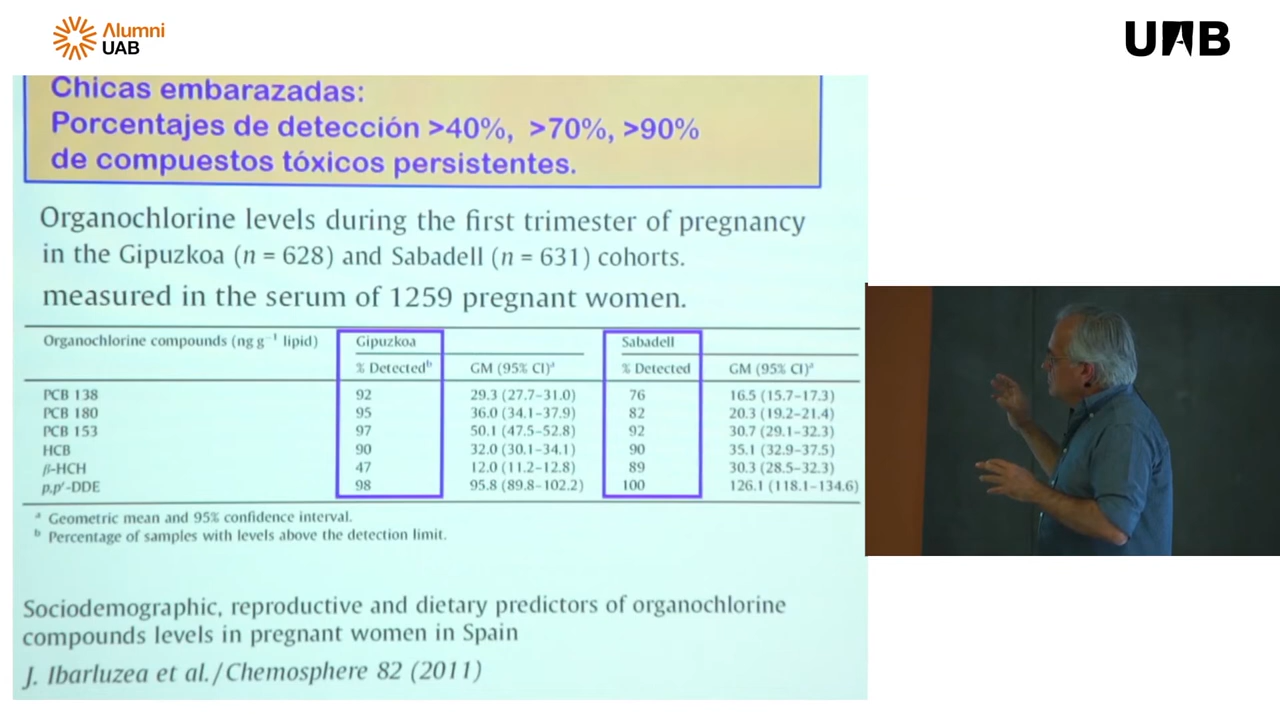 Alumni
UAB
UAB
Chicas embarazadas:
Porcentajes de detección >40%, >70%, >90%
de compuestos tóxicos persistentes.
Organochlorine levels during the first trimester of pregnancy
in the Gipuzkoa (n = 628) and Sabadell (n = 631) cohorts.
measured in the serum of 1259 pregnant women.
Organochlorine compounds (ng g⁻¹ lipid) Gipuzkoa Sabadell
% Detectedᵇ GM (95% CI)ᵃ % Detected GM (95% CI)ᵃ
PCB 138 92 29.3 (27.7–31.0) 76 16.5 (15.7–17.3)
PCB 180 95 36.0 (34.1–37.9) 82 20.3 (19.2–21.4)
PCB 153 97 50.1 (47.5–52.8) 92 30.7 (29.1–32.3)
HCB 90 32.0 (30.1–34.1) 90 35.1 (32.9–37.5)
β-HCH 47 12.0 (11.2–12.8) 89 30.3 (28.5–32.3)
p,p′-DDE 98 95.8 (89.8–102.2) 100 126.1 (118.1–134.6)
ᵃ Geometric mean and 95% confidence interval.
ᵇ Percentage of samples with levels above the detection limit.
Sociodemographic, reproductive and dietary predictors of organochlorine
compounds levels in pregnant women in Spain
J. Ibarluzea et al./Chemosphere 82 (2011)